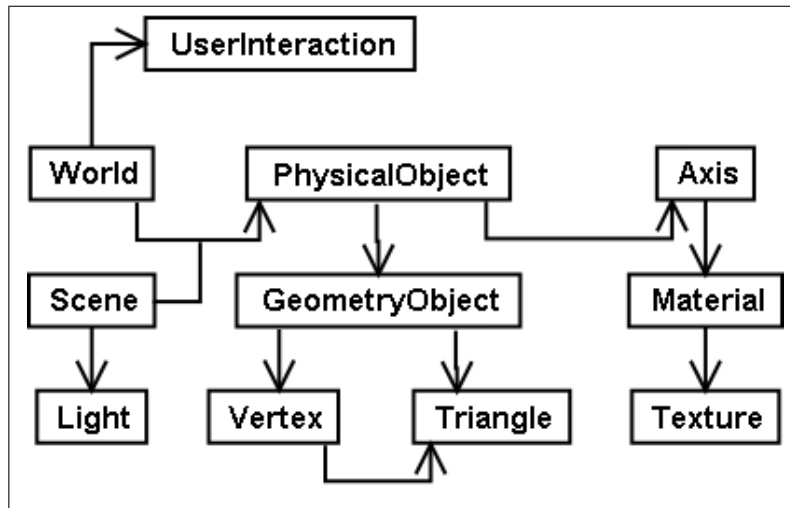 UserInteraction
World
PhysicalObject
Axis
Scene
GeometryObject
Material
Light
Vertex
Triangle
Texture